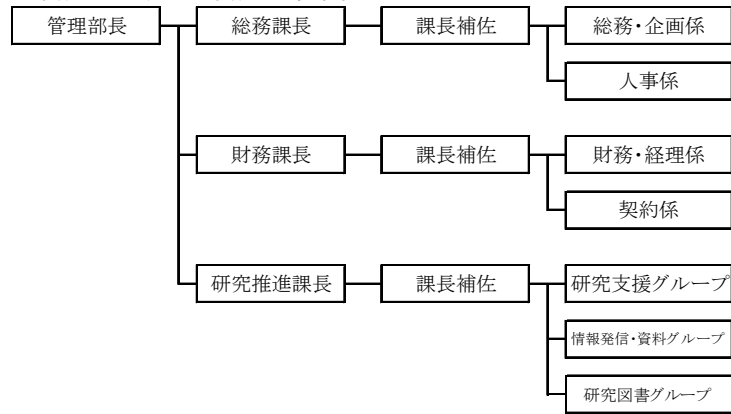 管理部長
総務課長
課長補佐
総務・企画係
人事係
財務課長
課長補佐
財務・経理係
契約係
研究推進課長
課長補佐
研究支援グループ
情報発信・資料グループ
研究図書グループ